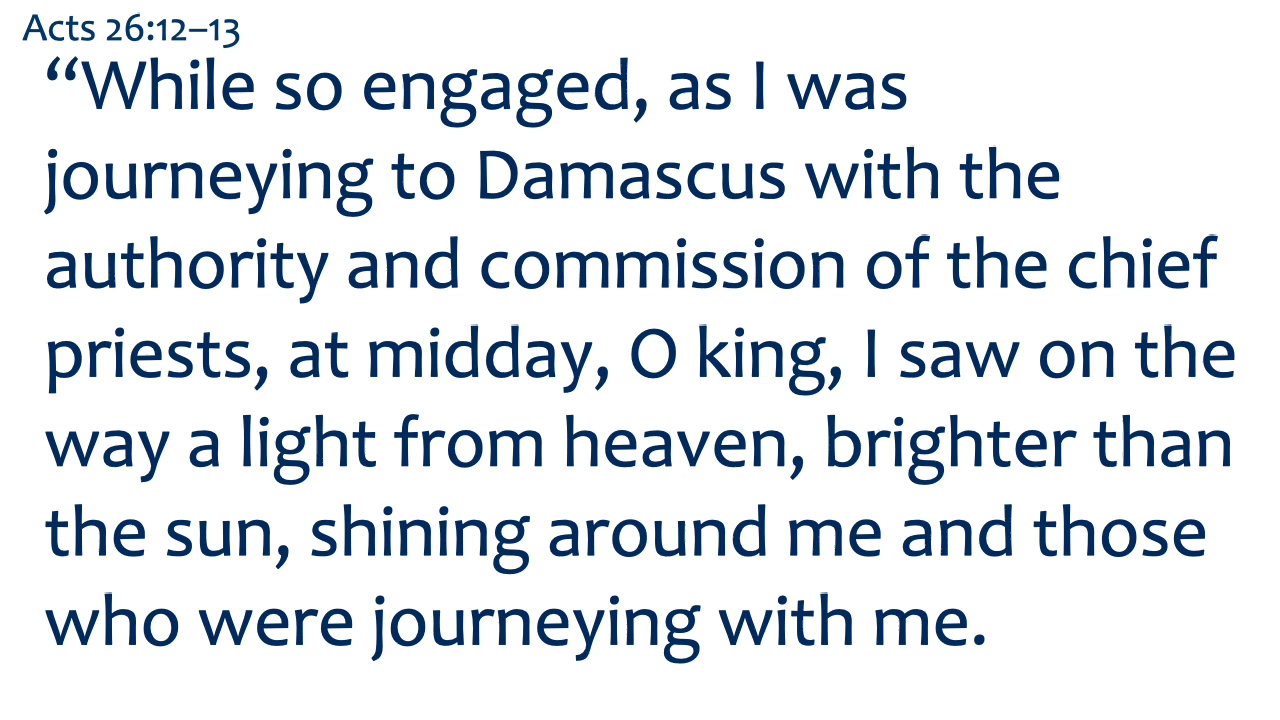 Acts 26:12–13
“While so engaged, as I was
journeying to Damascus with the
authority and commission of the chief
priests, at midday, O king, I saw on the
way a light from heaven, brighter than
the sun, shining around me and those
who were journeying with me.